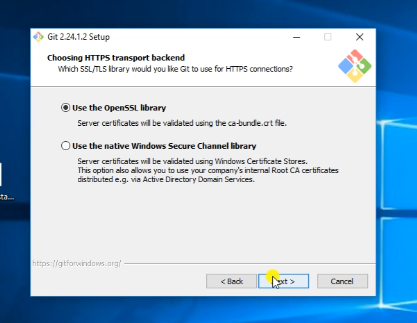 Git 2.24.1.2 Setup
Choosing HTTPS transport backend
Which SSL/TLS library would you like Git to use for HTTPS connections?
Use the OpenSSL library
Server certificates will be validated using the ca-bundle.crt file.
Use the native Windows Secure Channel library
Server certificates will be validated using Windows Certificate Stores.
This option also allows you to use your company's internal Root CA certificates
distributed e.g. via Active Directory Domain Services.
https://gitforwindows.org/
< Back
Cancel